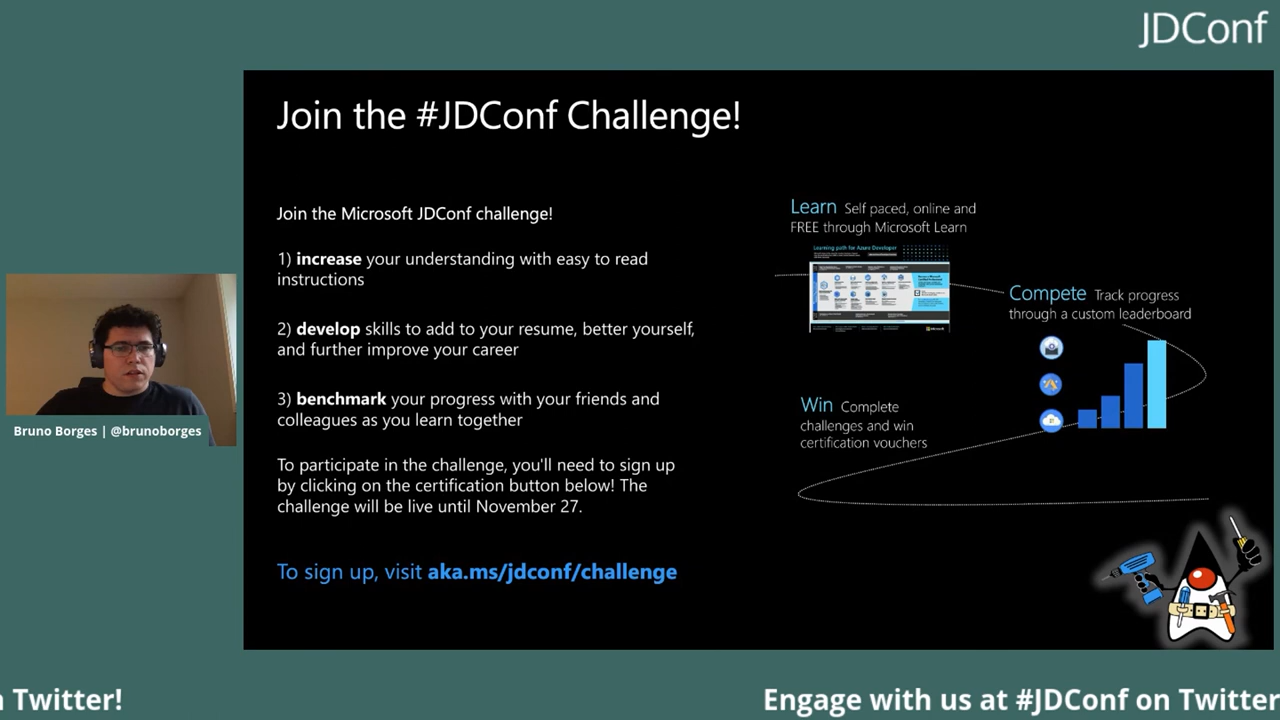 JDConf
Join the #JDConf Challenge!
Join the Microsoft JDConf challenge!
1) increase your understanding with easy to read
instructions
2) develop skills to add to your resume, better yourself,
and further improve your career
3) benchmark your progress with your friends and
colleagues as you learn together
To participate in the challenge, you'll need to sign up
by clicking on the certification button below! The
challenge will be live until November 27.
To sign up, visit aka.ms/jdconf/challenge
Learn Self paced, online and
FREE through Microsoft Learn
Learning path for Azure Developer
Compete Track progress
through a custom leaderboard
Win Complete
challenges and win
certification vouchers
Bruno Borges | @brunoborges
n Twitter!
Engage with us at #JDConf on Twitter